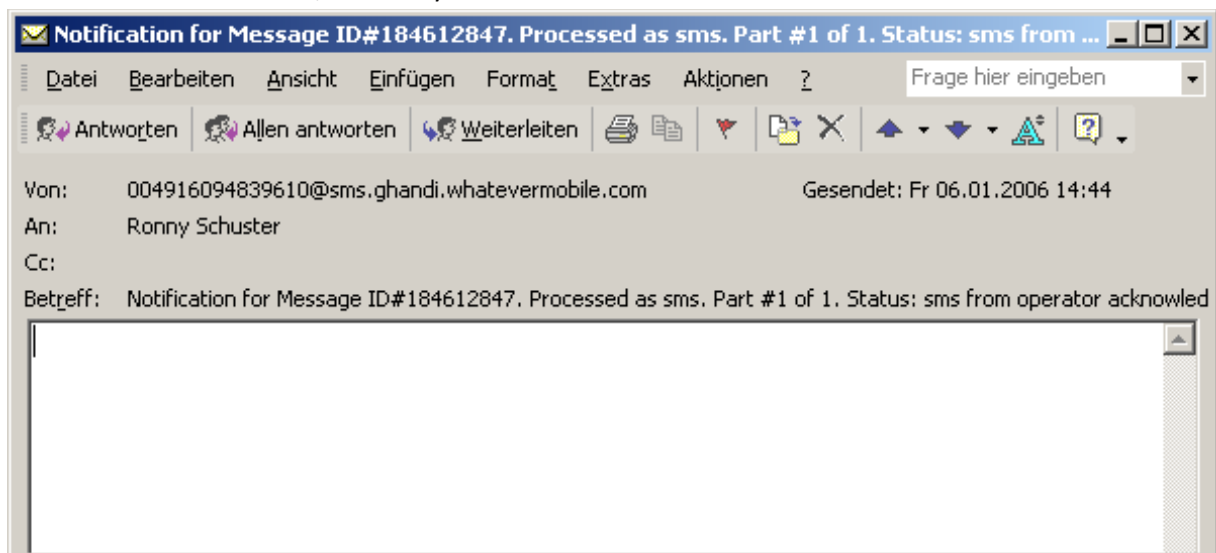 Notification for Message ID#184612847. Processed as sms. Part #1 of 1. Status: sms from ...
Datei Bearbeiten Ansicht Einfügen Format Extras Aktionen ? Frage hier eingeben
Antworten Allen antworten Weiterleiten
Von: 004916094839610@sms.ghandi.whatevermobile.com Gesendet: Fr 06.01.2006 14:44
An: Ronny Schuster
Cc:
Betreff: Notification for Message ID#184612847. Processed as sms. Part #1 of 1. Status: sms from operator acknowled